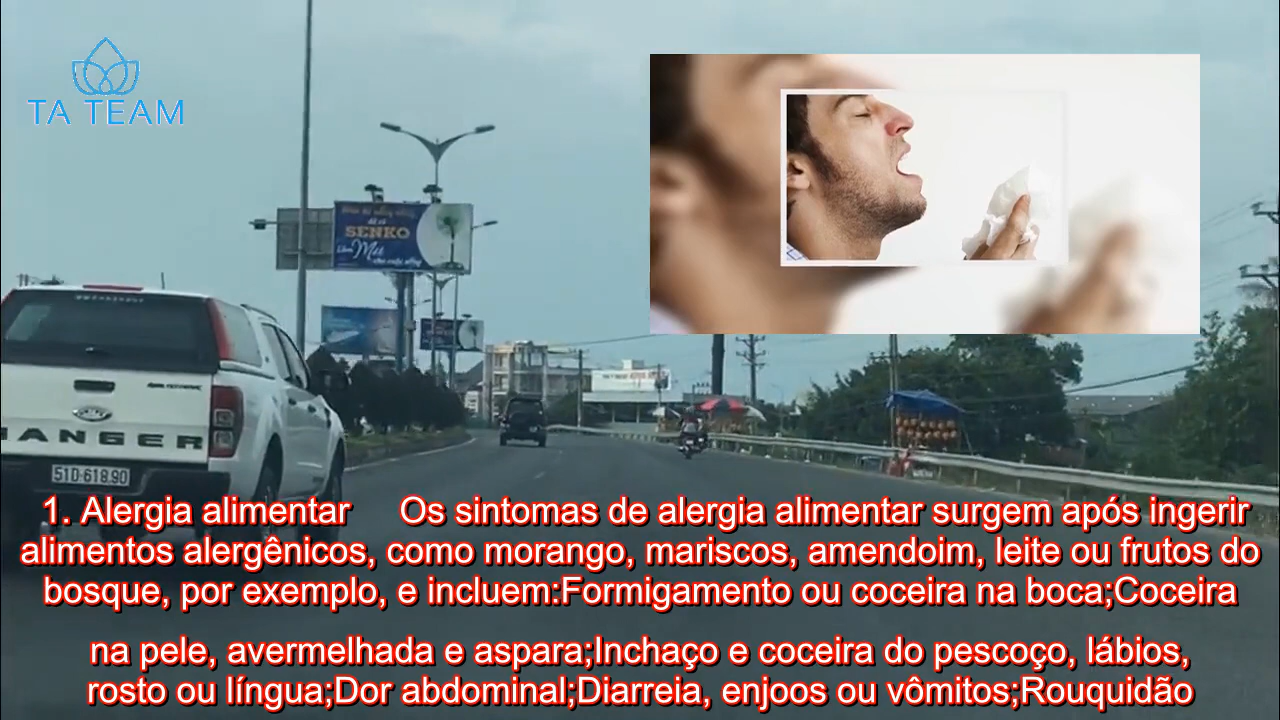 TA TEAM
SENKO
RANGER
51D-618.90
1. Alergia alimentar Os sintomas de alergia alimentar surgem após ingerir
alimentos alergênicos, como morango, mariscos, amendoim, leite ou frutos do
bosque, por exemplo, e incluem:Formigamento ou coceira na boca;Coceira
na pele, avermelhada e aspara;Inchaço e coceira do pescoço, lábios,
rosto ou língua;Dor abdominal;Diarreia, enjoos ou vômitos;Rouquidão